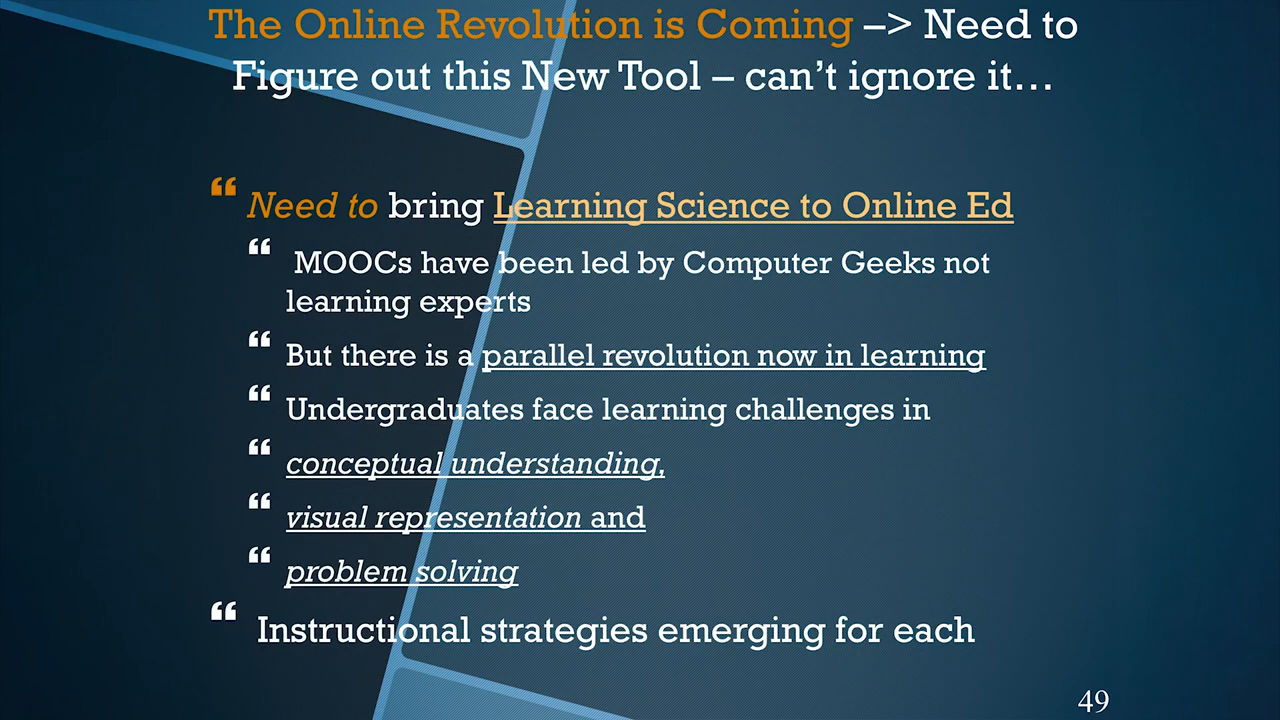 The Online Revolution is Coming –> Need to
Figure out this New Tool – can’t ignore it…
“ Need to bring Learning Science to Online Ed
“ MOOCs have been led by Computer Geeks not
learning experts
“ But there is a parallel revolution now in learning
“ Undergraduates face learning challenges in
“ conceptual understanding,
“ visual representation and
“ problem solving
“ Instructional strategies emerging for each
49